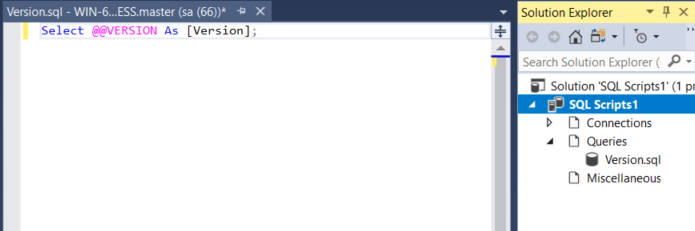 Version.sql - WIN-6...ESS.master (sa (66))*
Select @@VERSION As [Version];
Solution Explorer
Search Solution Explorer (
Solution 'SQL Scripts1' (1 pr
SQL Scripts1
Connections
Queries
Version.sql
Miscellaneous